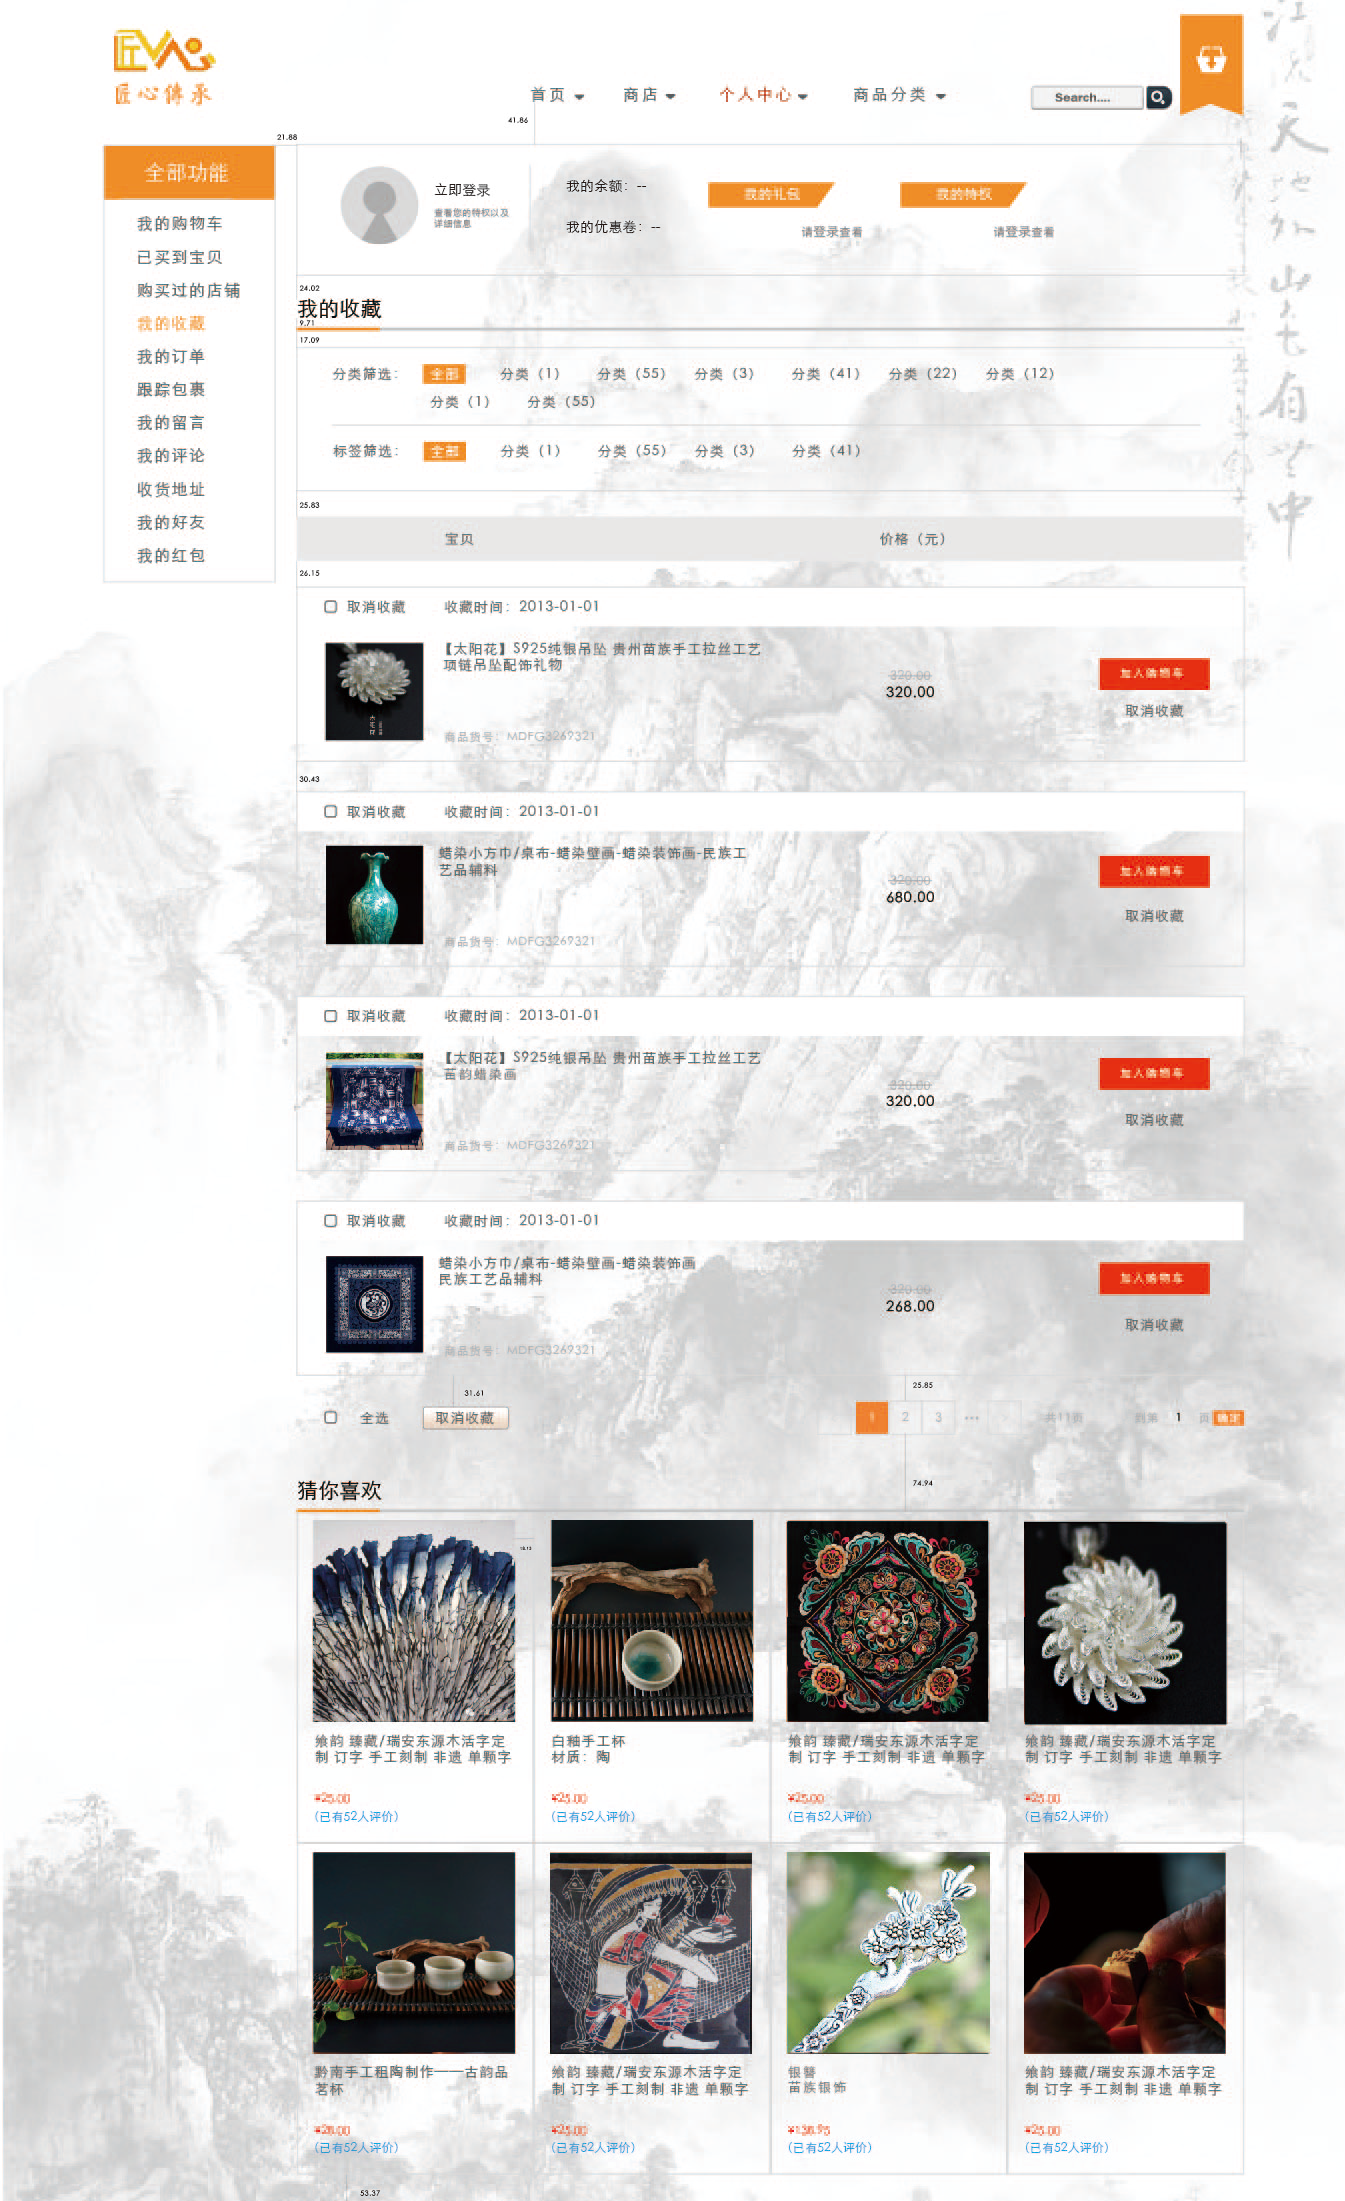 匠心傳承
首页
商店
个人中心
商品分类
Search....
41.86
21.88
全部功能
我的购物车
已买到宝贝
购买过的店铺
我的收藏
我的订单
跟踪包裹
我的留言
我的评论
收货地址
我的好友
我的红包
立即登录
查看您的特权以及
详细信息
我的余额：--
我的优惠卷：--
我的礼包
请登录查看
我的特权
请登录查看
24.02
我的收藏
9.71
17.09
分类筛选： 全部 分类（1） 分类（55） 分类（3） 分类（41） 分类（22） 分类（12）
分类（1） 分类（55）
标签筛选： 全部 分类（1） 分类（55） 分类（3） 分类（41）
25.83
宝贝 价格（元）
26.15
取消收藏 收藏时间：2013-01-01
【太阳花】S925纯银吊坠 贵州苗族手工拉丝工艺
项链吊坠配饰礼物
商品货号：MDFG3269321
320.00
320.00
加入购物车
取消收藏
30.43
取消收藏 收藏时间：2013-01-01
蜡染小方巾/桌布-蜡染壁画-蜡染装饰画-民族工
艺品辅料
商品货号：MDFG3269321
320.00
680.00
加入购物车
取消收藏
取消收藏 收藏时间：2013-01-01
【太阳花】S925纯银吊坠 贵州苗族手工拉丝工艺
苗韵蜡染画
商品货号：MDFG3269321
320.00
320.00
加入购物车
取消收藏
取消收藏 收藏时间：2013-01-01
蜡染小方巾/桌布-蜡染壁画-蜡染装饰画
民族工艺品辅料
商品货号：MDFG3269321
320.00
268.00
加入购物车
取消收藏
31.61
25.85
全选 取消收藏
1 2 3 ••• 共11页 到第 1 页 确定
74.94
猜你喜欢
18.13
飨韵 臻藏/瑞安东源木活字定
制 订字 手工刻制 非遗 单颗字
¥25.00
(已有52人评价)
白釉手工杯
材质：陶
¥25.00
(已有52人评价)
飨韵 臻藏/瑞安东源木活字定
制 订字 手工刻制 非遗 单颗字
¥25.00
(已有52人评价)
飨韵 臻藏/瑞安东源木活字定
制 订字 手工刻制 非遗 单颗字
¥25.00
(已有52人评价)
黔南手工粗陶制作——古韵品
茗杯
¥28.00
(已有52人评价)
飨韵 臻藏/瑞安东源木活字定
制 订字 手工刻制 非遗 单颗字
¥25.00
(已有52人评价)
银簪
苗族银饰
¥138.95
(已有52人评价)
飨韵 臻藏/瑞安东源木活字定
制 订字 手工刻制 非遗 单颗字
¥25.00
(已有52人评价)
53.37
天地外
山色有无中